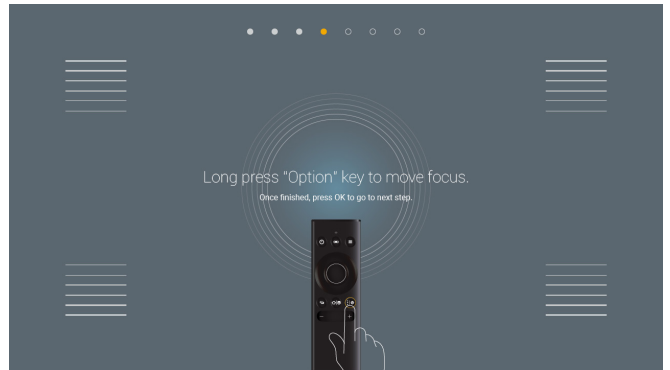 Long press "Option" key to move focus.
Once finished, press OK to go to next step.